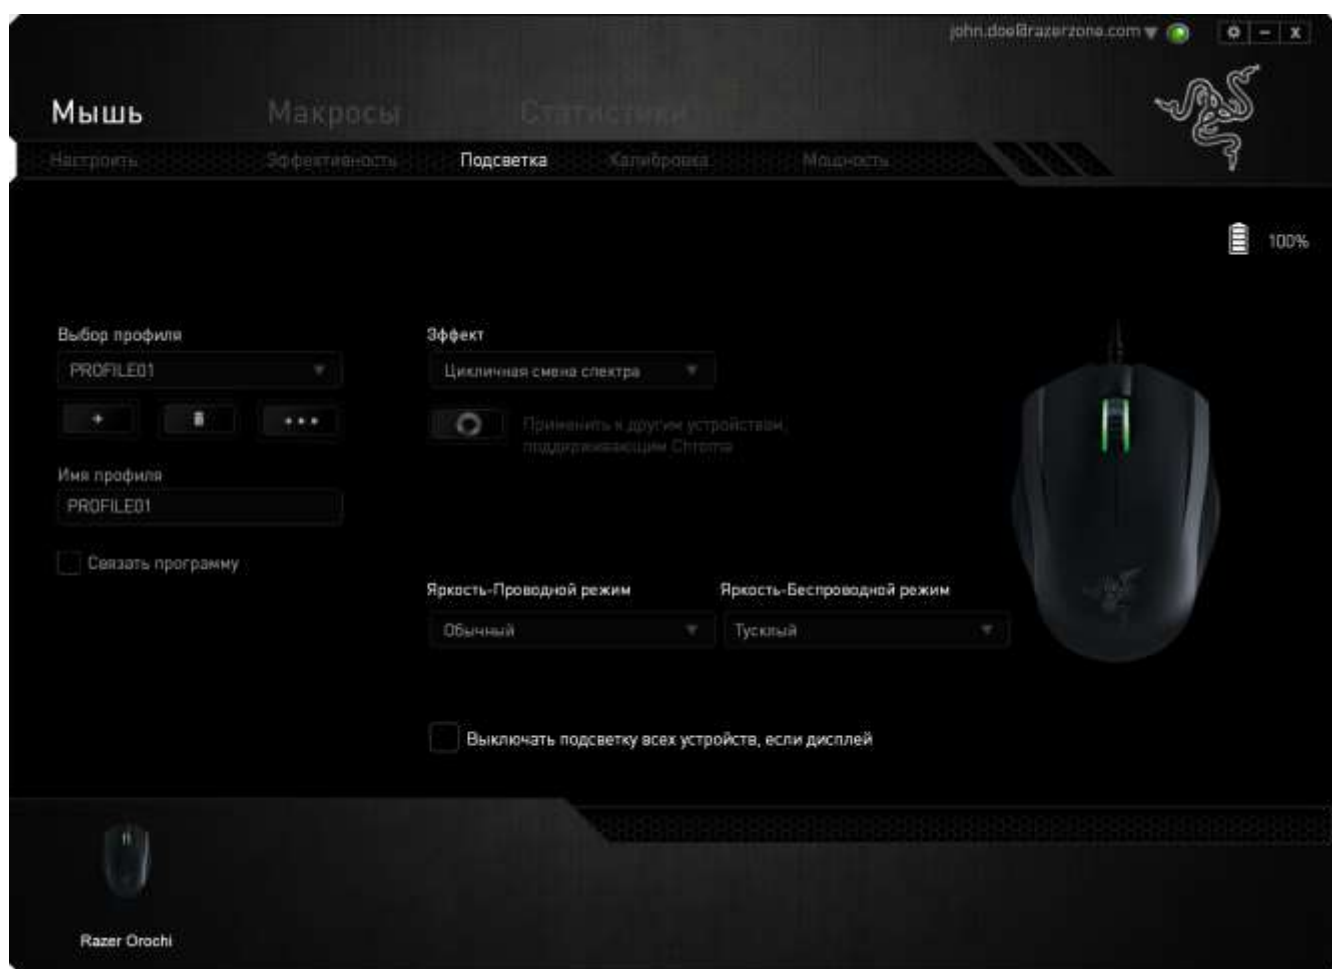 john.doe@razerzone.com
Мышь Макросы Статистики
Настроить Эффективность Подсветка Калибровка Мощность
100%
Выбор профиля
PROFILE01
Имя профиля
PROFILE01
Связать программу
Эффект
Цикличная смена спектра
Применить к другим устройствам,
поддерживающим Chroma
Яркость-Проводной режим
Обычный
Яркость-Беспроводной режим
Тусклый
Выключать подсветку всех устройств, если дисплей
Razer Orochi